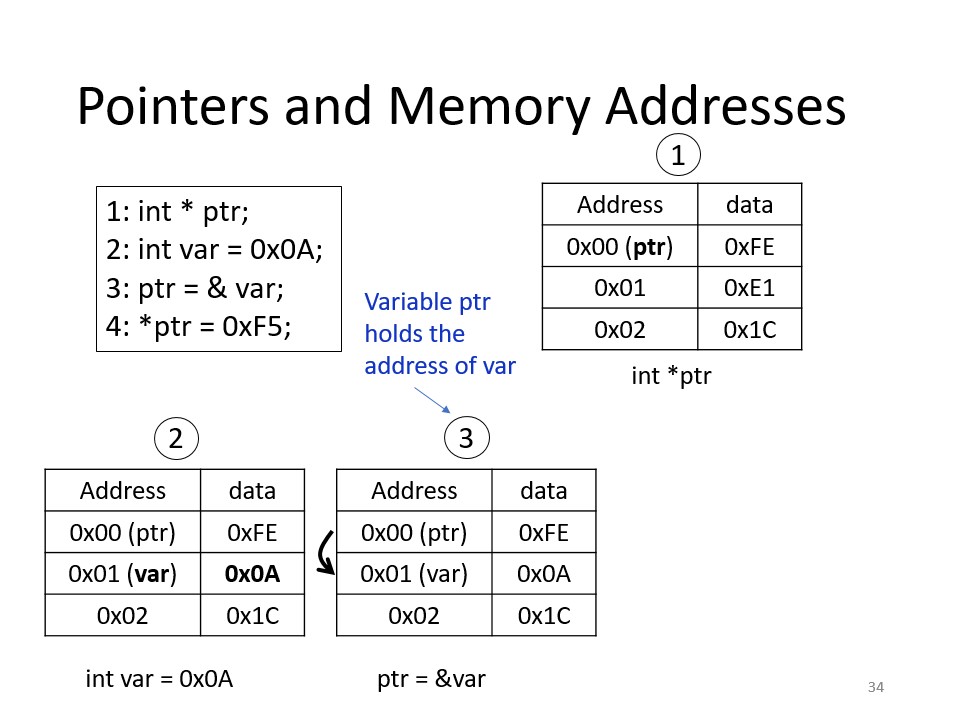 Pointers and Memory Addresses
1: int * ptr;
2: int var = 0x0A;
3: ptr = & var;
4: *ptr = 0xF5;
1
Address data
0x00 (ptr) 0xFE
0x01 0xE1
0x02 0x1C
int *ptr
Variable ptr
holds the
address of var
2
Address data
0x00 (ptr) 0xFE
0x01 (var) 0x0A
0x02 0x1C
int var = 0x0A
3
Address data
0x00 (ptr) 0xFE
0x01 (var) 0x0A
0x02 0x1C
ptr = &var
34